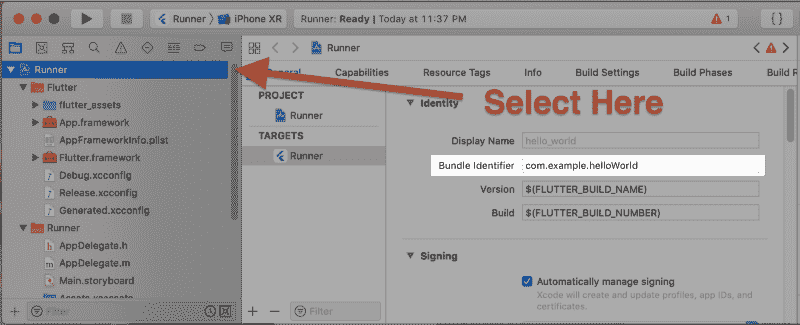 Runner
iPhone XR
Runner: Ready | Today at 11:37 PM
1
{ }
Runner
Runner
General
Capabilities
Resource Tags
Info
Build Settings
Build Phases
Build R
Flutter
flutter_assets
App.framework
AppFrameworkInfo.plist
Flutter.framework
Debug.xcconfig
Release.xcconfig
Generated.xcconfig
Runner
AppDelegate.h
AppDelegate.m
Main.storyboard
Assets.xcassets
Filter
PROJECT
Runner
TARGETS
Runner
Filter
Select Here
Identity
Display Name
hello_world
Bundle Identifier
com.example.helloWorld
Version
$(FLUTTER_BUILD_NAME)
Build
$(FLUTTER_BUILD_NUMBER)
Signing
Automatically manage signing
Xcode will create and update profiles, app IDs, and
certificates.